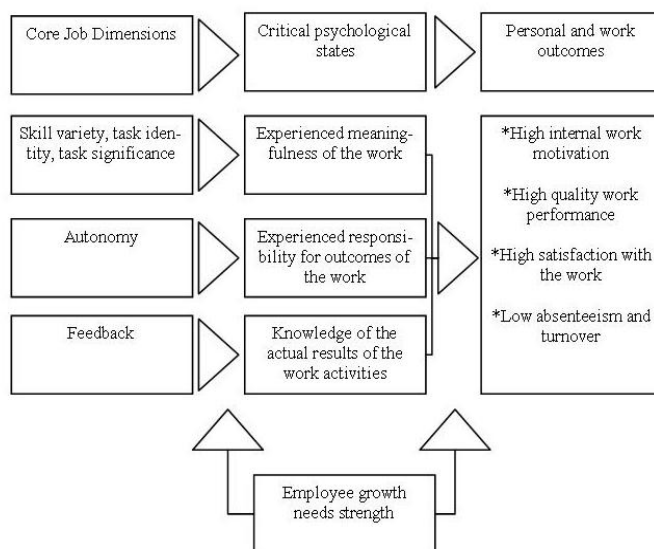 Core Job Dimensions
Critical psychological
states
Personal and work
outcomes
Skill variety, task iden-
tity, task significance
Experienced meaning-
fulness of the work
*High internal work
motivation
*High quality work
performance
*High satisfaction with
the work
*Low absenteeism and
turnover
Autonomy
Experienced responsi-
bility for outcomes of
the work
Feedback
Knowledge of the
actual results of the
work activities
Employee growth
needs strength